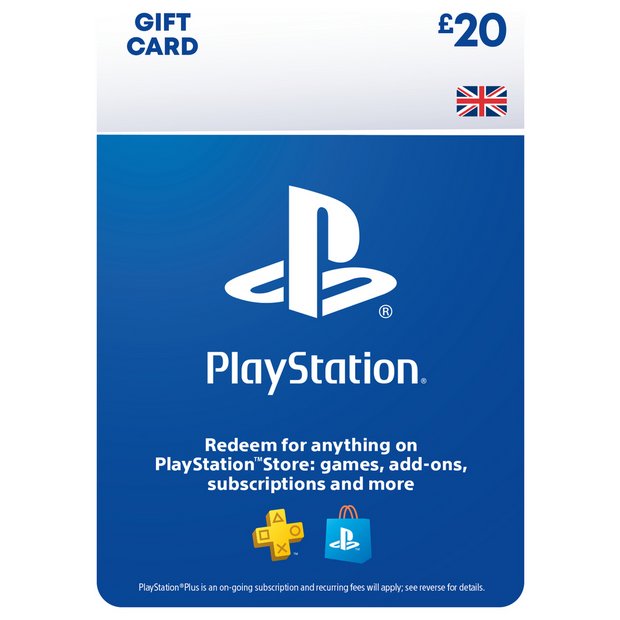 GIFT
CARD
£20
PlayStation®
Redeem for anything on
PlayStation™Store: games, add-ons,
subscriptions and more
PlayStation®Plus is an on-going subscription and recurring fees will apply; see reverse for details.